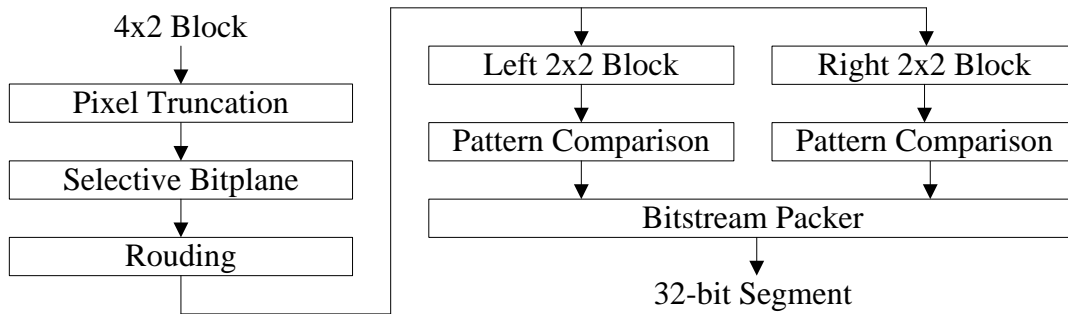 4x2 Block
Pixel Truncation
Selective Bitplane
Rouding
Left 2x2 Block
Right 2x2 Block
Pattern Comparison
Pattern Comparison
Bitstream Packer
32-bit Segment